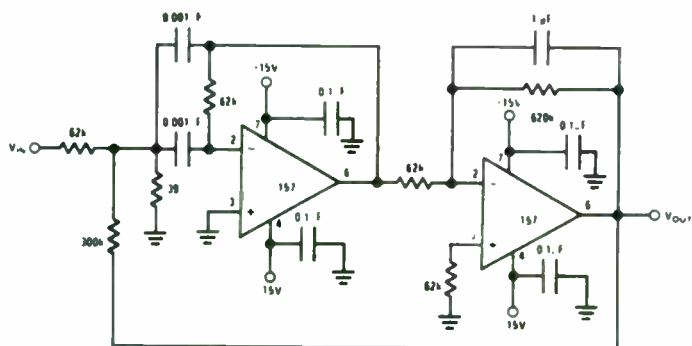 0.001 F
1 pF
-15V
62k
0.1 F
620k
-15V
0.1 F
0.001 F
62k
VIN
7
7
2
−
6
62k
2
−
157
157
6
VOUT
39
3
+
4
0.1 F
+
4
0.1 F
300k
62k
15V
15V